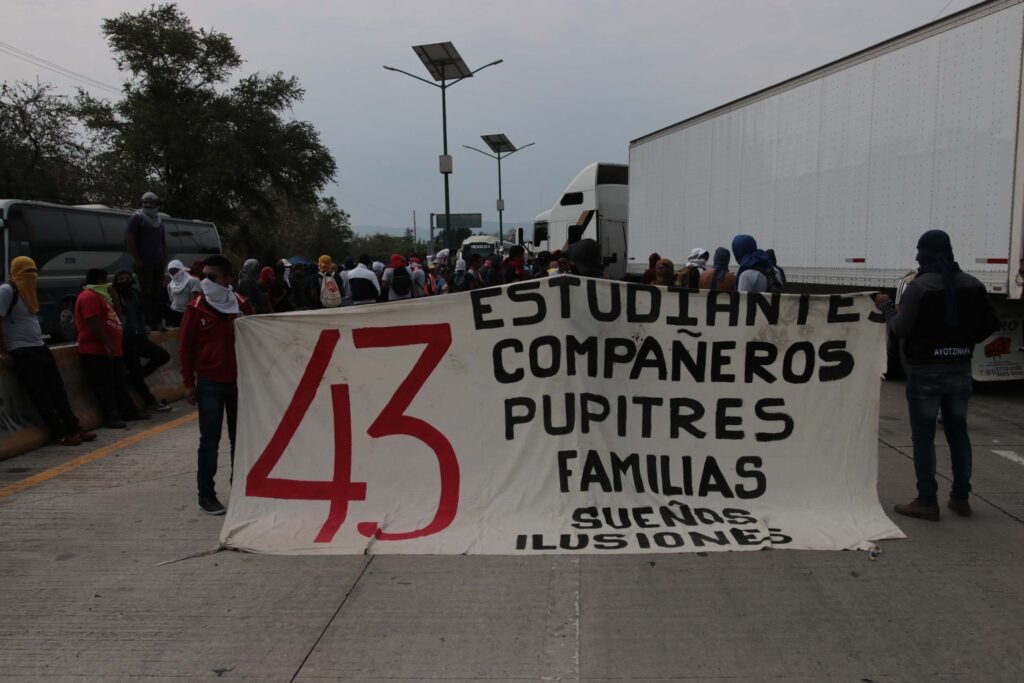 43
ESTUDIANTES
COMPAÑEROS
PUPITRES
FAMILIAS
SUEÑOS
ILUSIONES
AYOTZINAPA